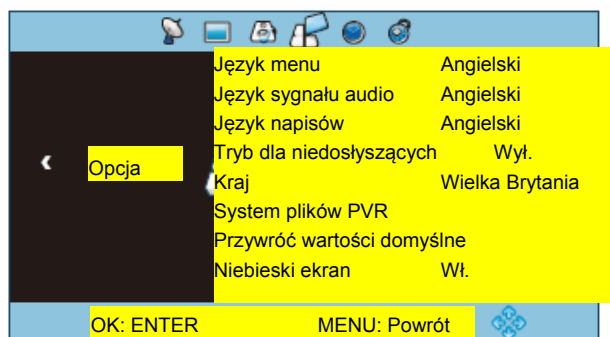 Język menu Angielski
Język sygnału audio Angielski
Język napisów Angielski
Tryb dla niedosłyszących Wył.
Opcja
Kraj Wielka Brytania
System plików PVR
Przywróć wartości domyślne
Niebieski ekran Wł.
OK: ENTER MENU: Powrót